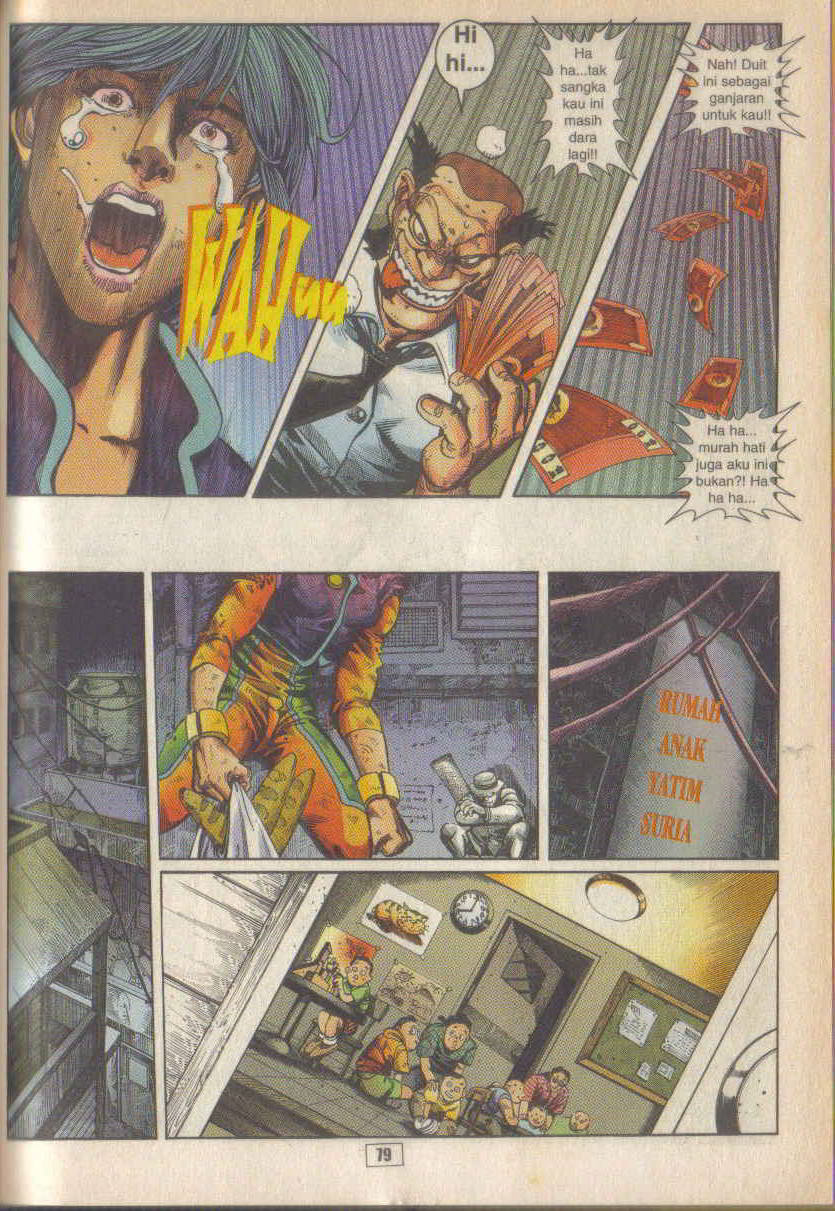 Hi
hi...
Ha
ha...tak
sangka
kau ini
masih
dara
lagi!!
Nah! Duit
ini sebagai
ganjaran
untuk kau!!
WAHuu
Ha ha...
murah hati
juga aku ini
bukan?! Ha
ha ha...
RUMAH
ANAK
YATIM
SURIA
79